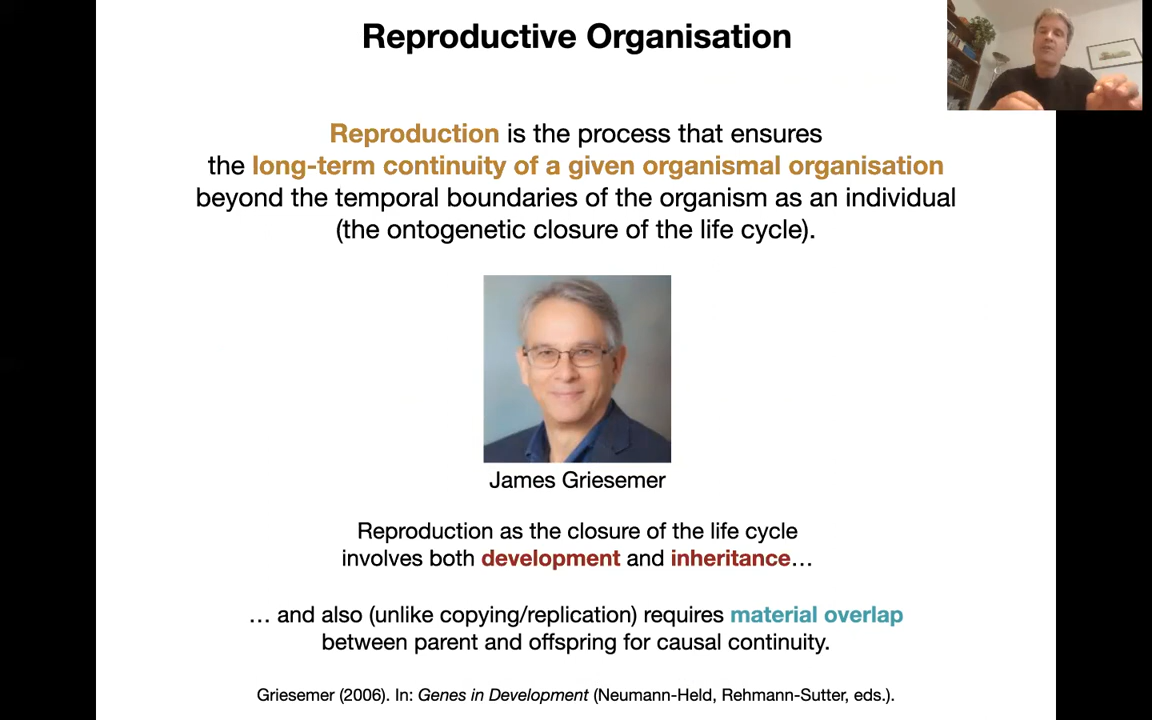 Reproductive Organisation
Reproduction is the process that ensures
the long-term continuity of a given organismal organisation
beyond the temporal boundaries of the organism as an individual
(the ontogenetic closure of the life cycle).
James Griesemer
Reproduction as the closure of the life cycle
involves both development and inheritance…
… and also (unlike copying/replication) requires material overlap
between parent and offspring for causal continuity.
Griesemer (2006). In: Genes in Development (Neumann-Held, Rehmann-Sutter, eds.).